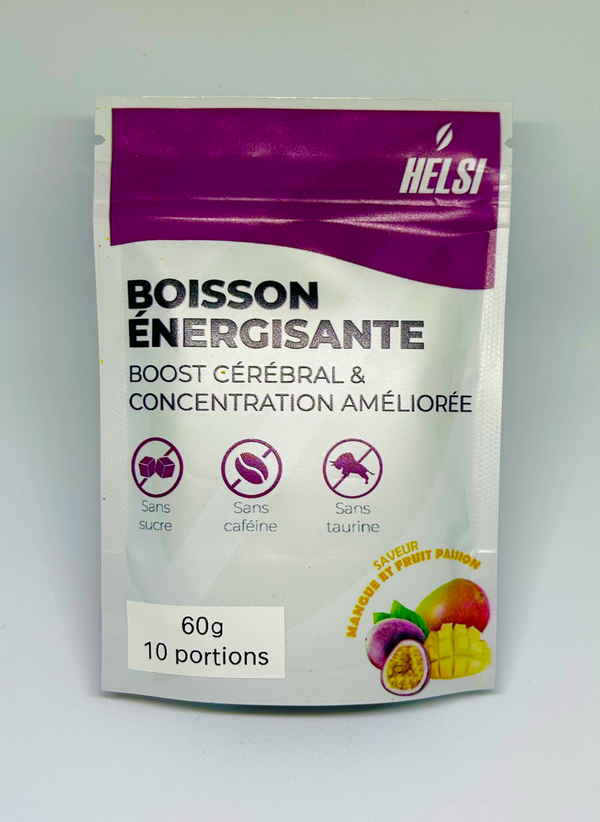 HELSI
BOISSON
ÉNERGISANTE
BOOST CÉRÉBRAL &
CONCENTRATION AMÉLIORÉE
Sans
sucre
Sans
caféine
Sans
taurine
SAVEUR
MANGUE ET FRUIT PASSION
60g
10 portions